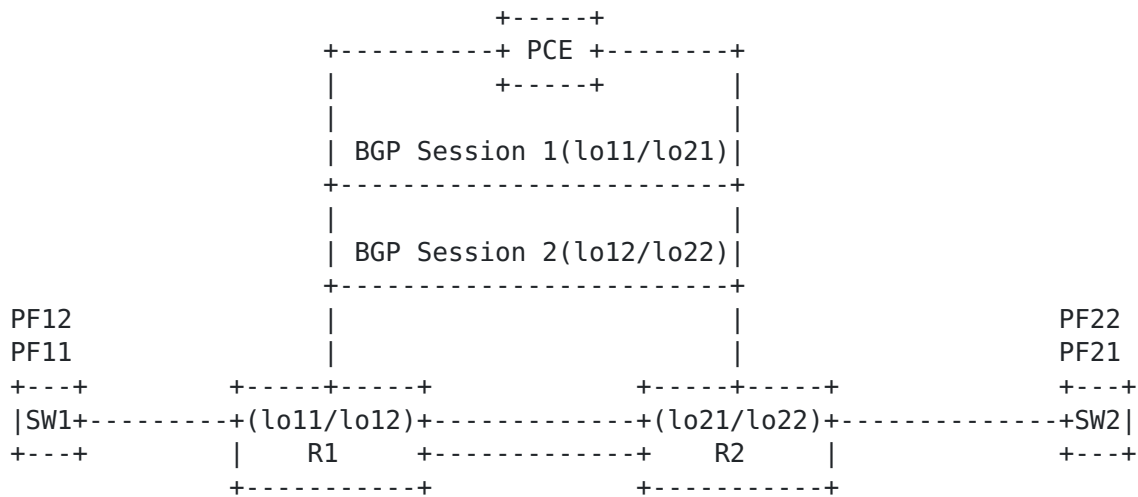 PCE
BGP Session 1(lo11/lo21)
BGP Session 2(lo12/lo22)
PF12 PF22
PF11 PF21
SW1 (lo11/lo12) (lo21/lo22) SW2
R1 R2